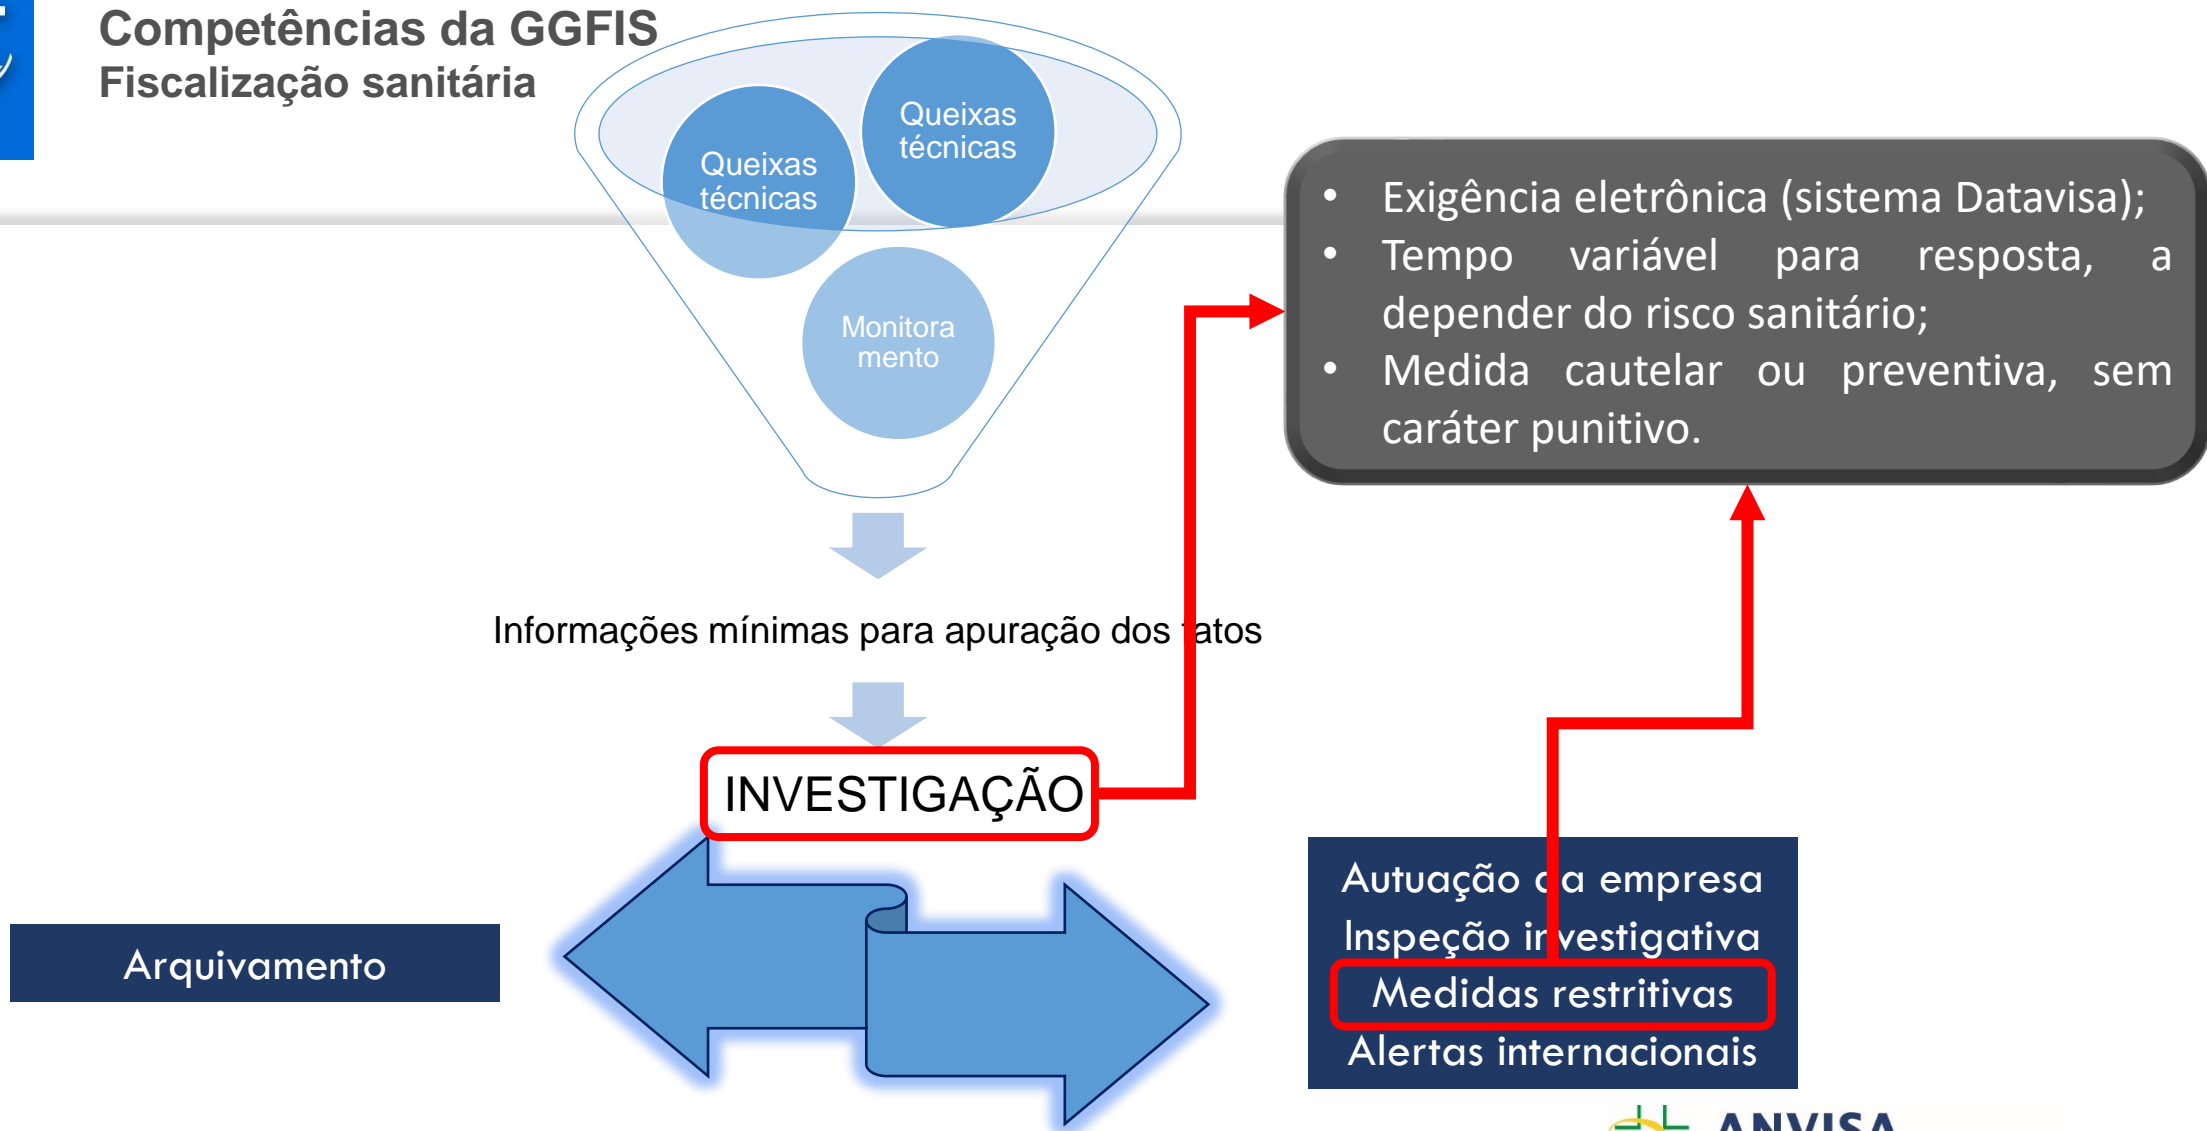 Competências da GGFIS
Fiscalização sanitária
Queixas
técnicas
Queixas
técnicas
Monitora
mento
• Exigência eletrônica (sistema Datavisa);
• Tempo variável para resposta, a
depender do risco sanitário;
• Medida cautelar ou preventiva, sem
caráter punitivo.
Informações mínimas para apuração dos fatos
INVESTIGAÇÃO
Arquivamento
Autuação da empresa
Inspeção investigativa
Medidas restritivas
Alertas internacionais
ANVISA